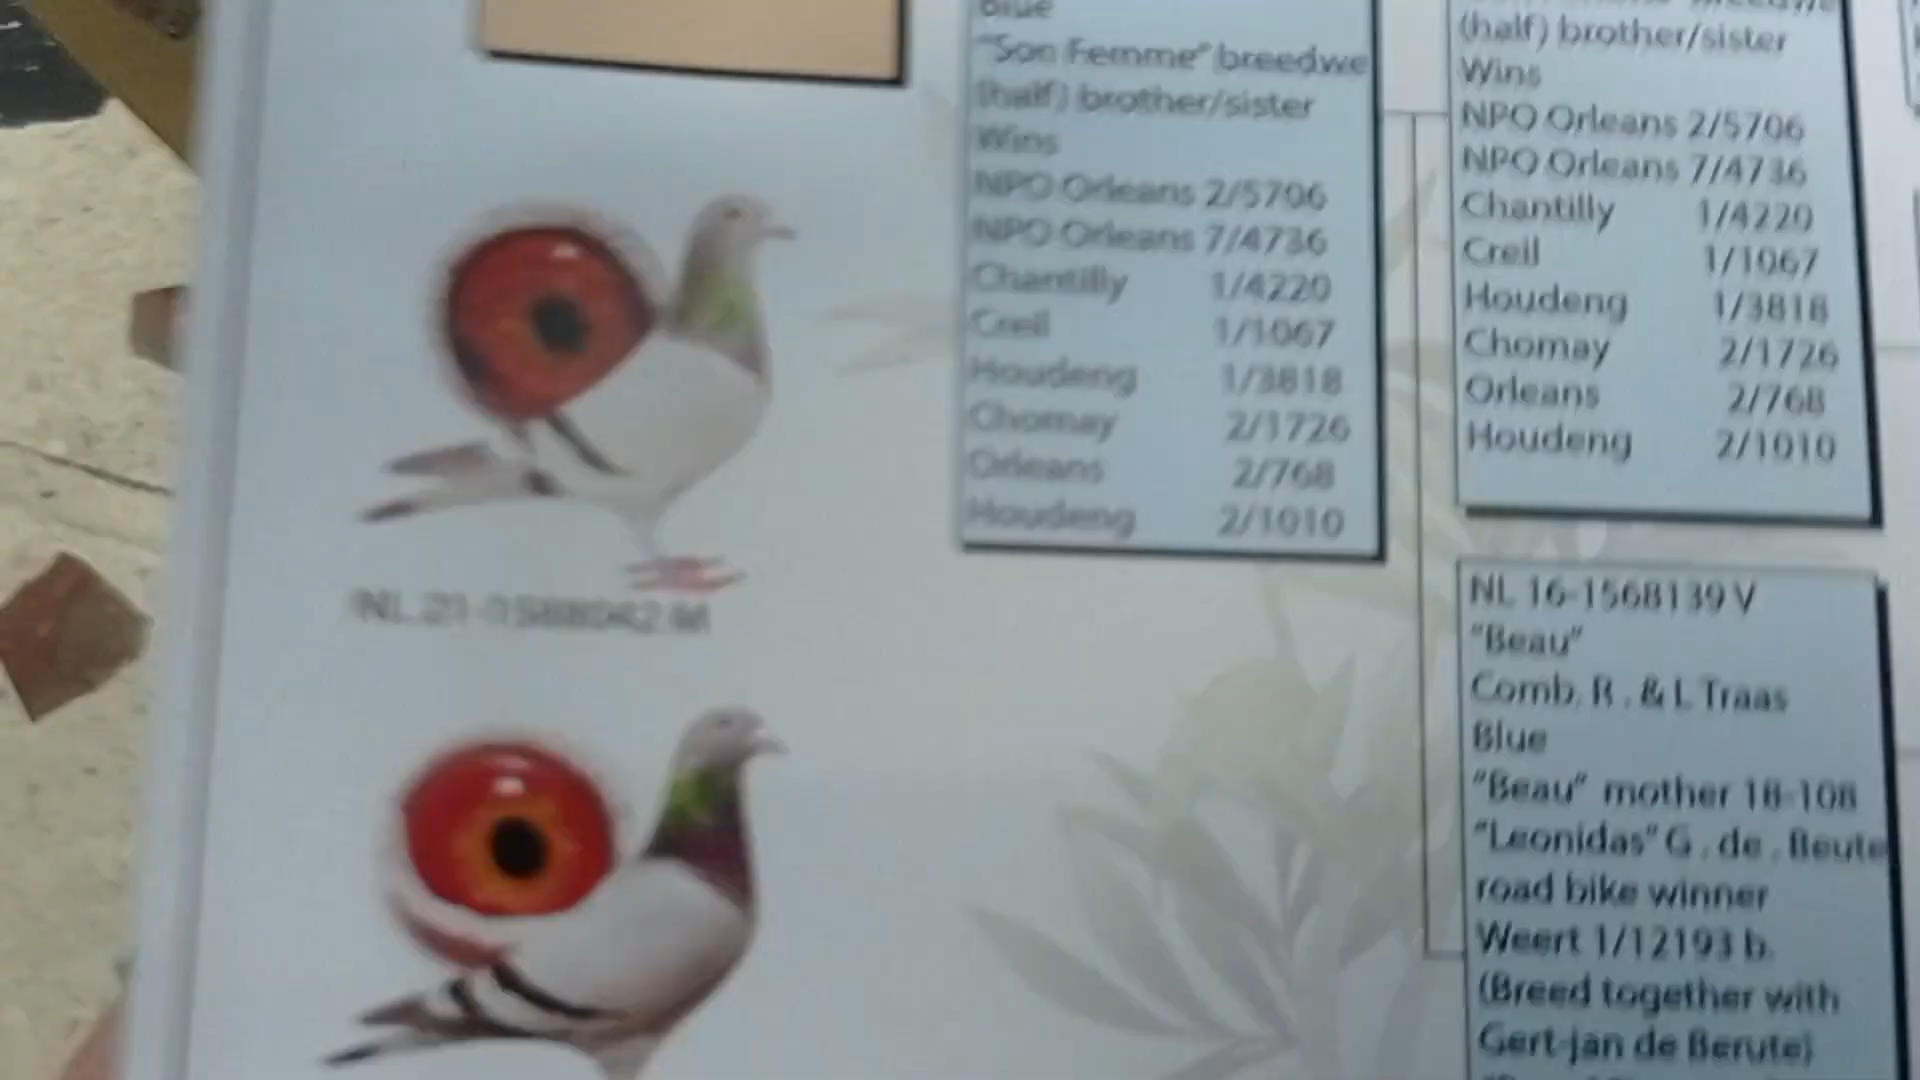 Blue
"Son Femme" breedwe
(half) brother/sister
Wins
NPO Orleans 2/5706
NPO Orleans 7/4736
Chantilly 1/4220
Creil 1/1067
Houdeng 1/3818
Chomay 2/1726
Orleans 2/768
Houdeng 2/1010
(half) brother/sister
Wins
NPO Orleans 2/5706
NPO Orleans 7/4736
Chantilly 1/4220
Creil 1/1067
Houdeng 1/3818
Chomay 2/1726
Orleans 2/768
Houdeng 2/1010
NL 16-1568139 V
"Beau"
Comb. R . & L Traas
Blue
"Beau" mother 18-108
"Leonidas" G . de . Beute
road bike winner
Weert 1/12193 b.
(Breed together with
Gert-jan de Berute)